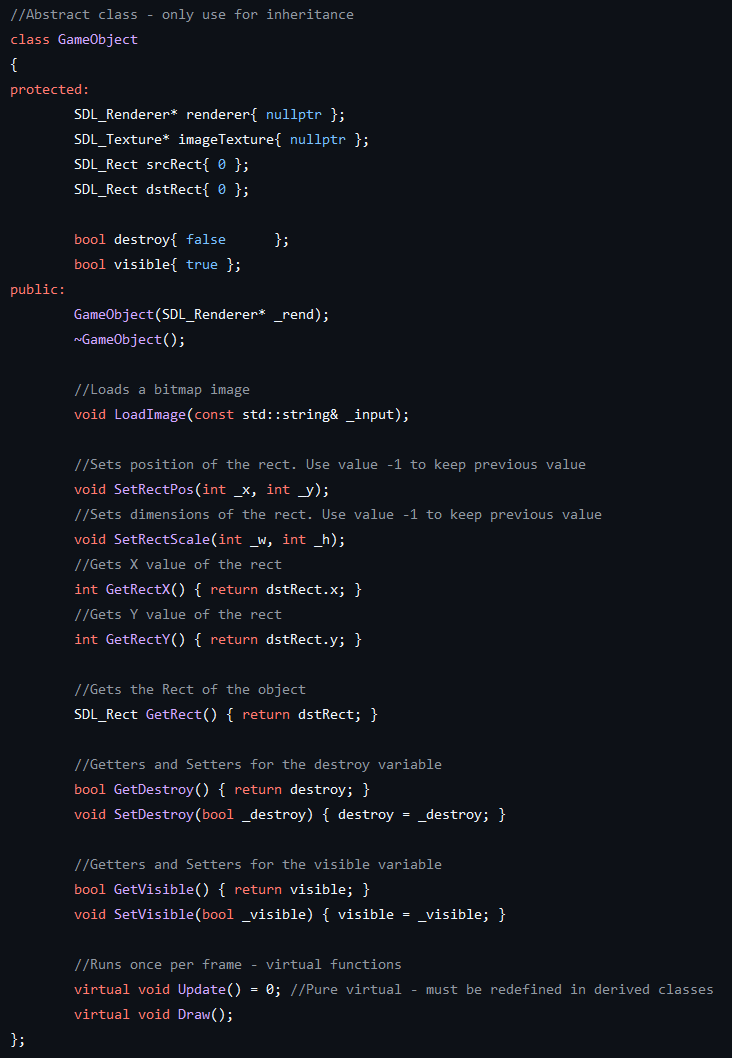 //Abstract class - only use for inheritance
class GameObject
{
protected:
        SDL_Renderer* renderer{ nullptr };
        SDL_Texture* imageTexture{ nullptr };
        SDL_Rect srcRect{ 0 };
        SDL_Rect dstRect{ 0 };

        bool destroy{ false      };
        bool visible{ true };
public:
        GameObject(SDL_Renderer* _rend);
        ~GameObject();

        //Loads a bitmap image
        void LoadImage(const std::string& _input);

        //Sets position of the rect. Use value -1 to keep previous value
        void SetRectPos(int _x, int _y);
        //Sets dimensions of the rect. Use value -1 to keep previous value
        void SetRectScale(int _w, int _h);
        //Gets X value of the rect
        int GetRectX() { return dstRect.x; }
        //Gets Y value of the rect
        int GetRectY() { return dstRect.y; }

        //Gets the Rect of the object
        SDL_Rect GetRect() { return dstRect; }

        //Getters and Setters for the destroy variable
        bool GetDestroy() { return destroy; }
        void SetDestroy(bool _destroy) { destroy = _destroy; }

        //Getters and Setters for the visible variable
        bool GetVisible() { return visible; }
        void SetVisible(bool _visible) { visible = _visible; }

        //Runs once per frame - virtual functions
        virtual void Update() = 0; //Pure virtual - must be redefined in derived classes
        virtual void Draw();
};